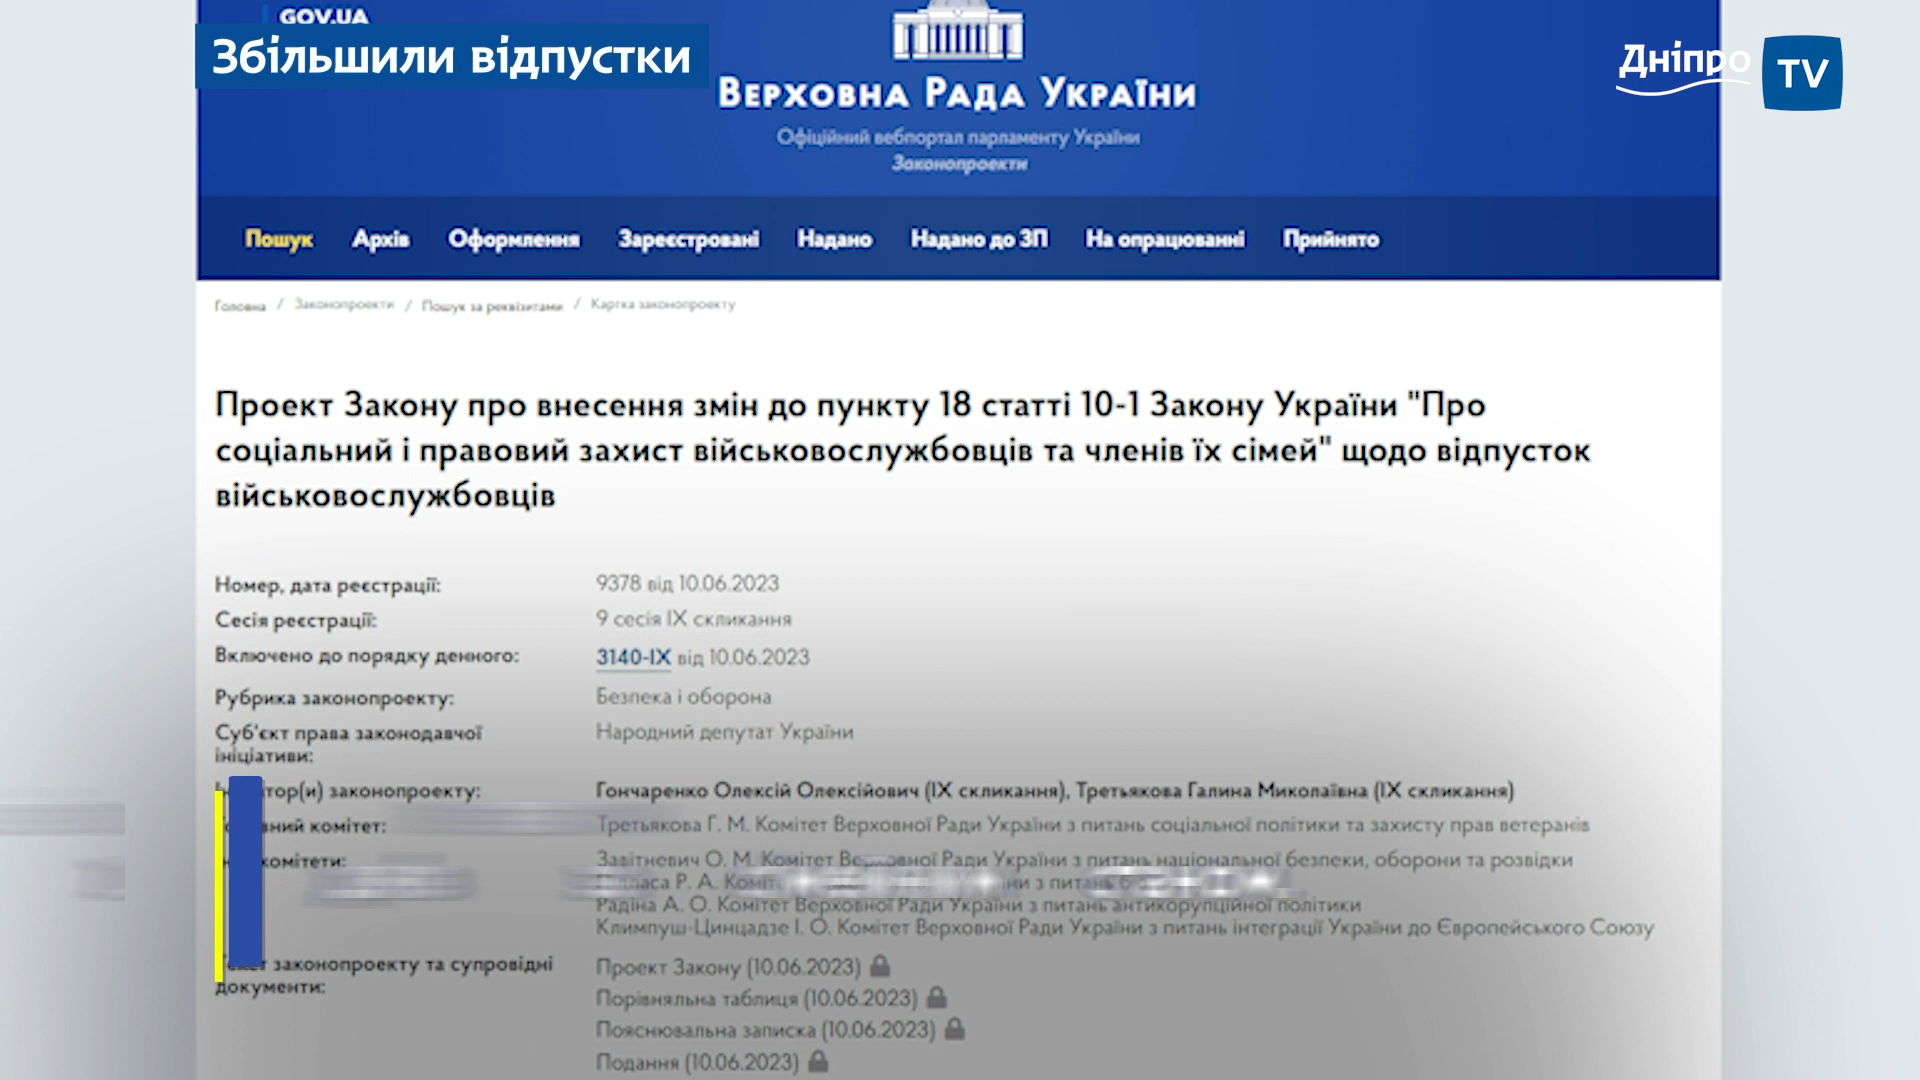 GOV.UA
Збільшили відпустки
Дніпро TV
ВЕРХОВНА РАДА УКРАЇНИ
Офіційний вебпортал парламенту України
Законопроекти
Пошук Архів Оформлення Зареєстровані Надано Надано до ЗП На опрацюванні Прийнято
Головна / Законопроекти / Пошук за реквізитами / Картка законопроекту
Проект Закону про внесення змін до пункту 18 статті 10-1 Закону України "Про
соціальний і правовий захист військовослужбовців та членів їх сімей" щодо відпусток
військовослужбовців
Номер, дата реєстрації: 9378 від 10.06.2023
Сесія реєстрації: 9 сесія IX скликання
Включено до порядку денного: 3140-IX від 10.06.2023
Рубрика законопроекту: Безпека і оборона
Суб'єкт права законодавчої Народний депутат України
ініціативи:
законопроекту: Гончаренко Олексій Олексійович (IX скликання), Третьякова Галина Миколаївна (IX скликання)
комітет: Третьякова Г. М. Комітет Верховної Ради України з питань соціальної політики та захисту прав ветеранів
комітети: Завітневич О. М. Комітет Верховної Ради України з питань національної безпеки, оборони та розвідки
Р. А. з питань
Радіна А. О. Комітет Верховної Ради України з питань антикорупційної політики
Климпуш-Цинцадзе І. О. Комітет Верховної Ради України з питань інтеграції України до Європейського Союзу
законопроекту та супровідні Проект Закону (10.06.2023)
документи:
Порівняльна таблиця (10.06.2023)
Пояснювальна записка (10.06.2023)
Подання (10.06.2023)